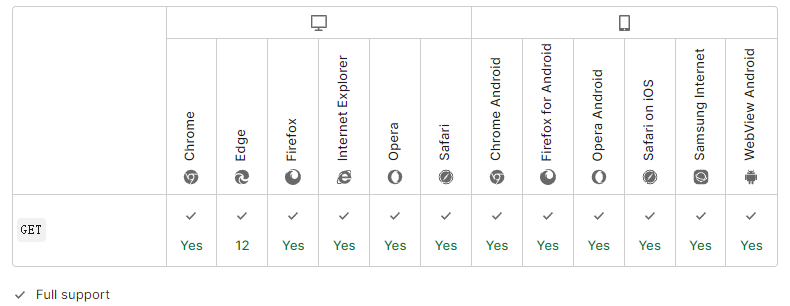 Chrome
Edge
Firefox
Internet Explorer
Opera
Safari
Chrome Android
Firefox for Android
Opera Android
Safari on iOS
Samsung Internet
WebView Android
GET
Yes 12 Yes Yes Yes Yes Yes Yes Yes Yes Yes Yes
Full support